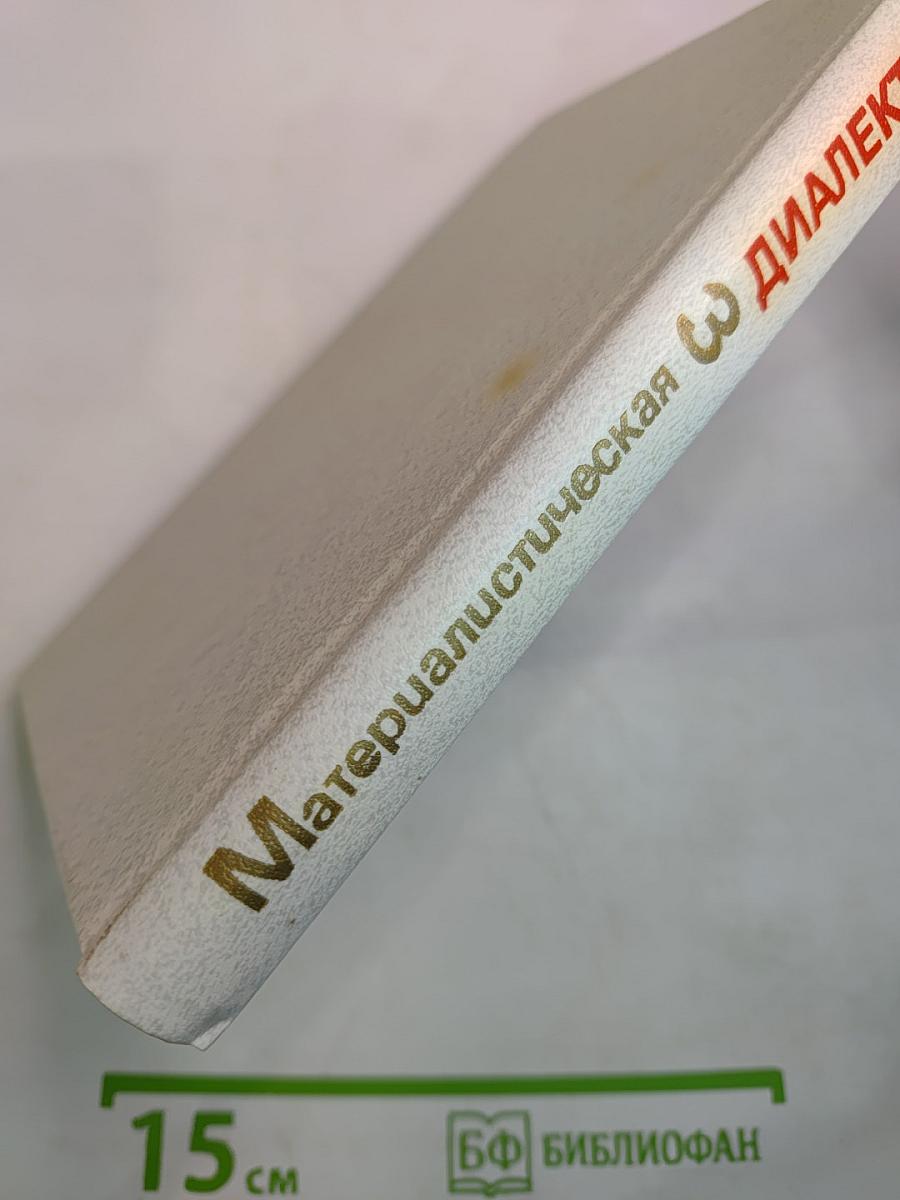 Материалистическая 3 ДИАЛЕКТ
15 см
БФ БИБЛИОФАН